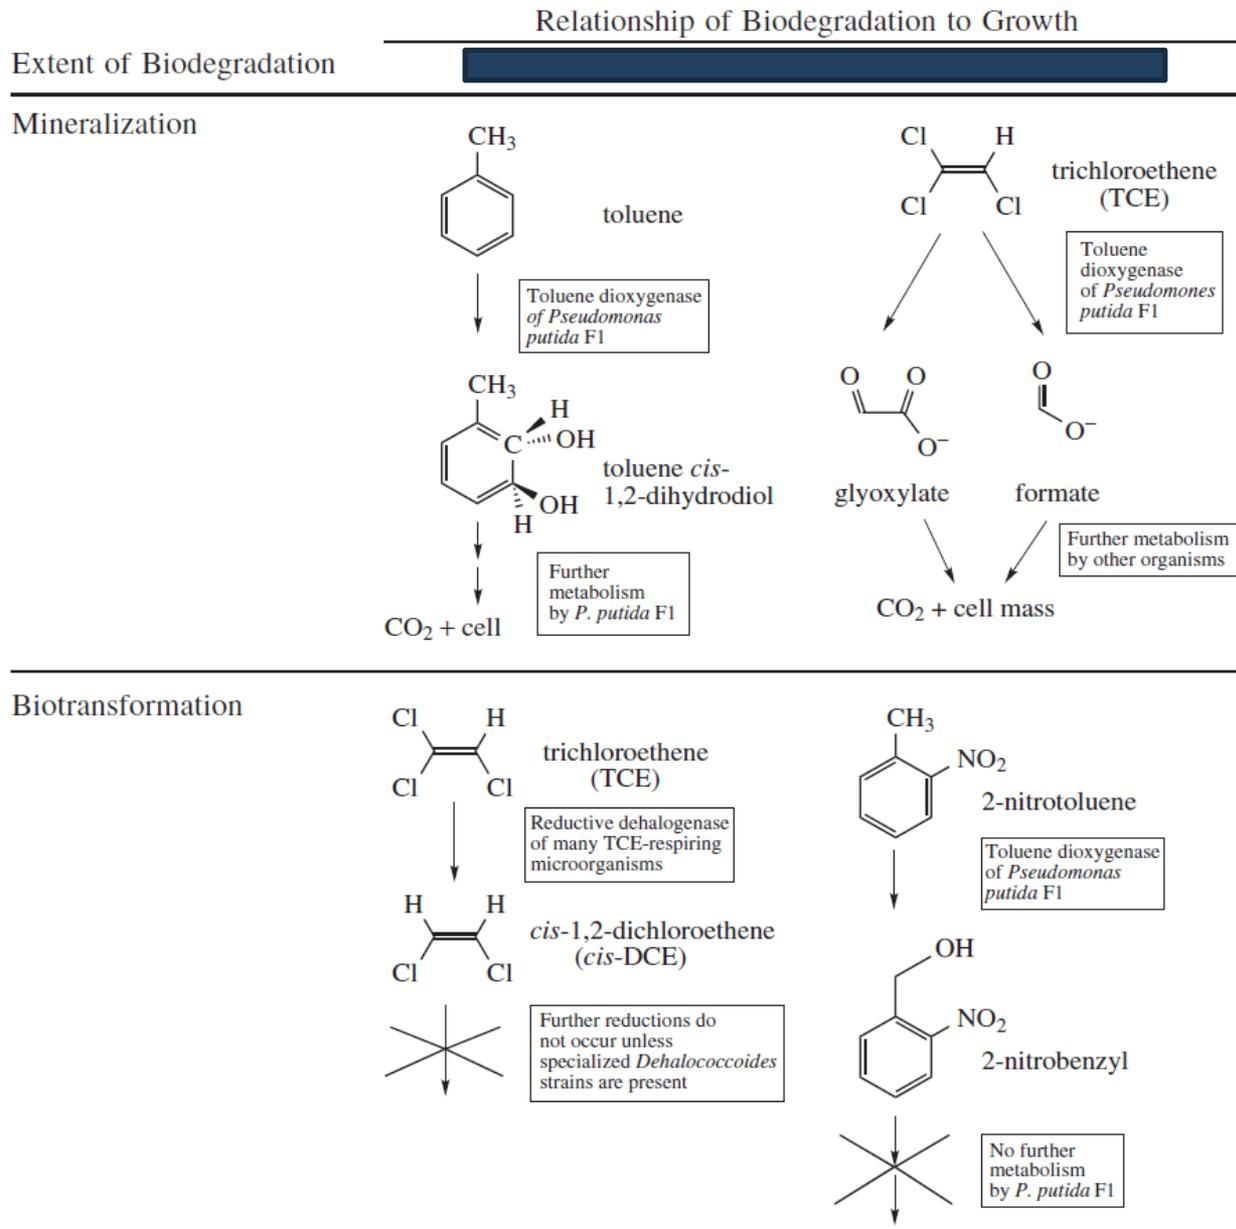 Relationship of Biodegradation to Growth
Extent of Biodegradation
Mineralization
CH3
toluene
Toluene dioxygenase
of Pseudomonas
putida F1
CH3
H
C
OH
OH
H
toluene cis-
1,2-dihydrodiol
Further
metabolism
by P. putida F1
CO2 + cell
Cl
H
Cl
Cl
trichloroethene
(TCE)
Toluene
dioxygenase
of Pseudomones
putida F1
O
O
O−
glyoxylate
O
O−
formate
Further metabolism
by other organisms
CO2 + cell mass
Biotransformation
Cl
H
Cl
Cl
trichloroethene
(TCE)
Reductive dehalogenase
of many TCE-respiring
microorganisms
H
H
Cl
Cl
cis-1,2-dichloroethene
(cis-DCE)
Further reductions do
not occur unless
specialized Dehalococcoides
strains are present
CH3
NO2
2-nitrotoluene
Toluene dioxygenase
of Pseudomonas
putida F1
OH
NO2
2-nitrobenzyl
No further
metabolism
by P. putida F1